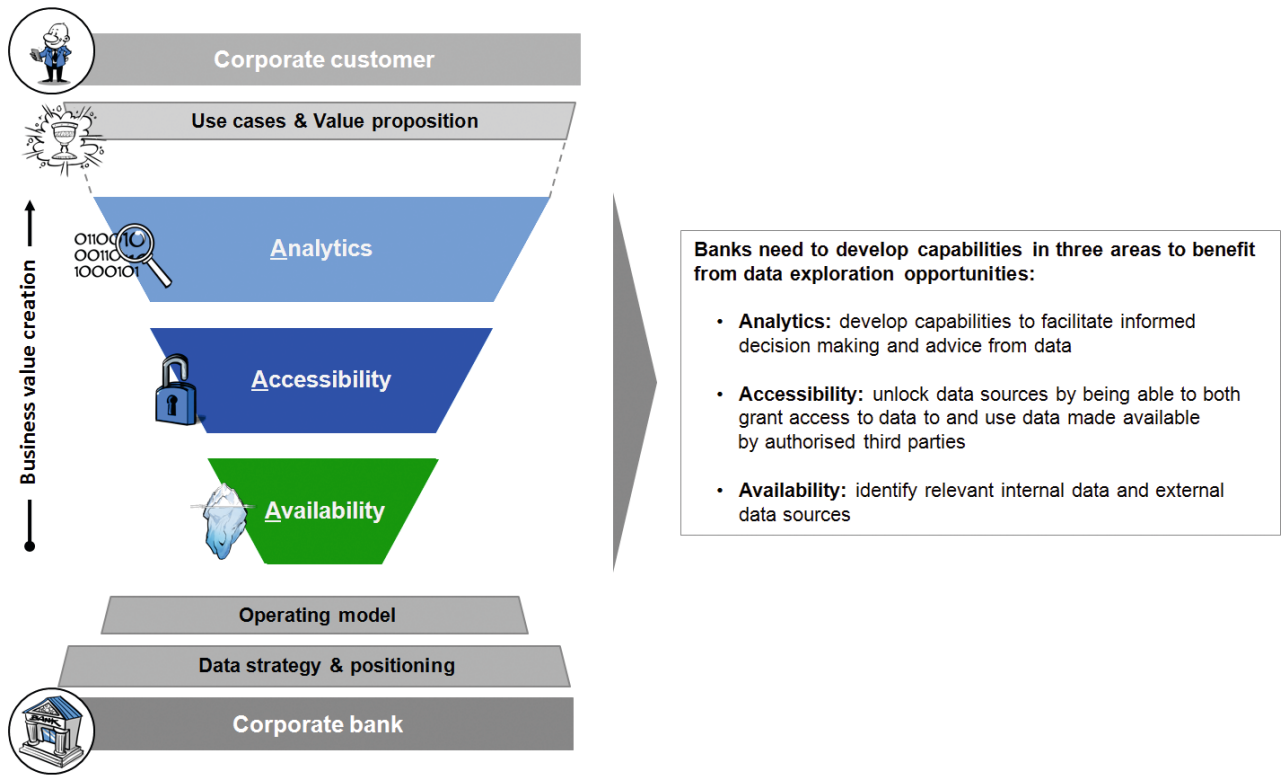 Corporate customer
Use cases & Value proposition
Business value creation
01100110
00110
1000101
Analytics
Accessibility
Availability
Operating model
Data strategy & positioning
BANK
Corporate bank
Banks need to develop capabilities in three areas to benefit
from data exploration opportunities:
• Analytics: develop capabilities to facilitate informed
decision making and advice from data
• Accessibility: unlock data sources by being able to both
grant access to data to and use data made available
by authorised third parties
• Availability: identify relevant internal data and external
data sources